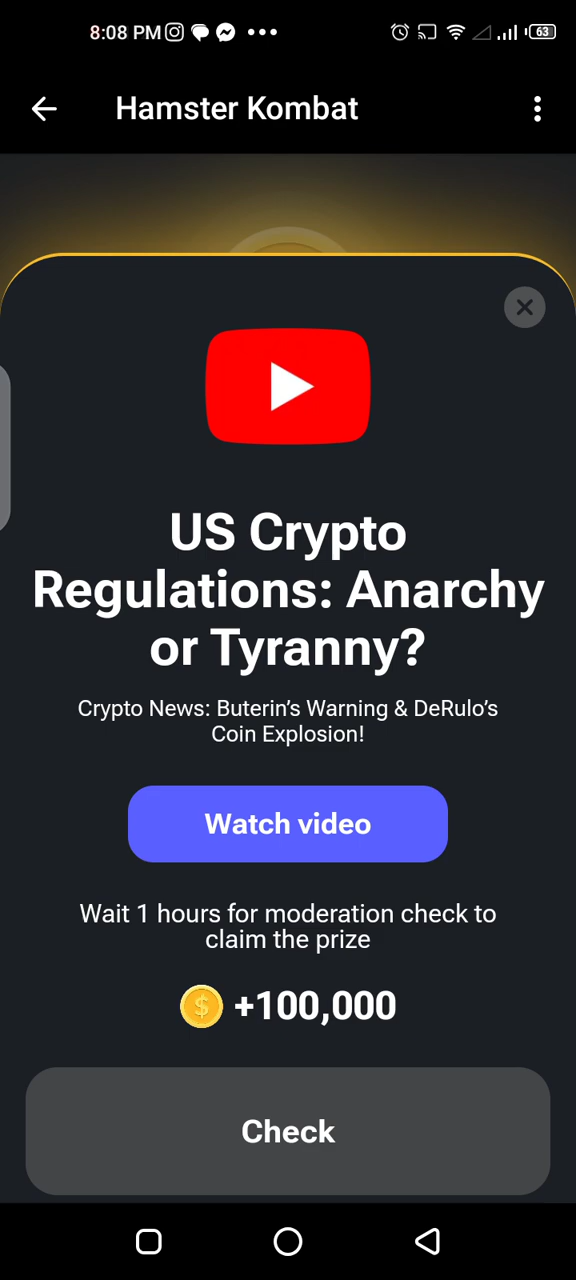 8:08 PM
63
Hamster Kombat
US Crypto
Regulations: Anarchy
or Tyranny?
Crypto News: Buterin's Warning & DeRulo's
Coin Explosion!
Watch video
Wait 1 hours for moderation check to
claim the prize
+100,000
Check